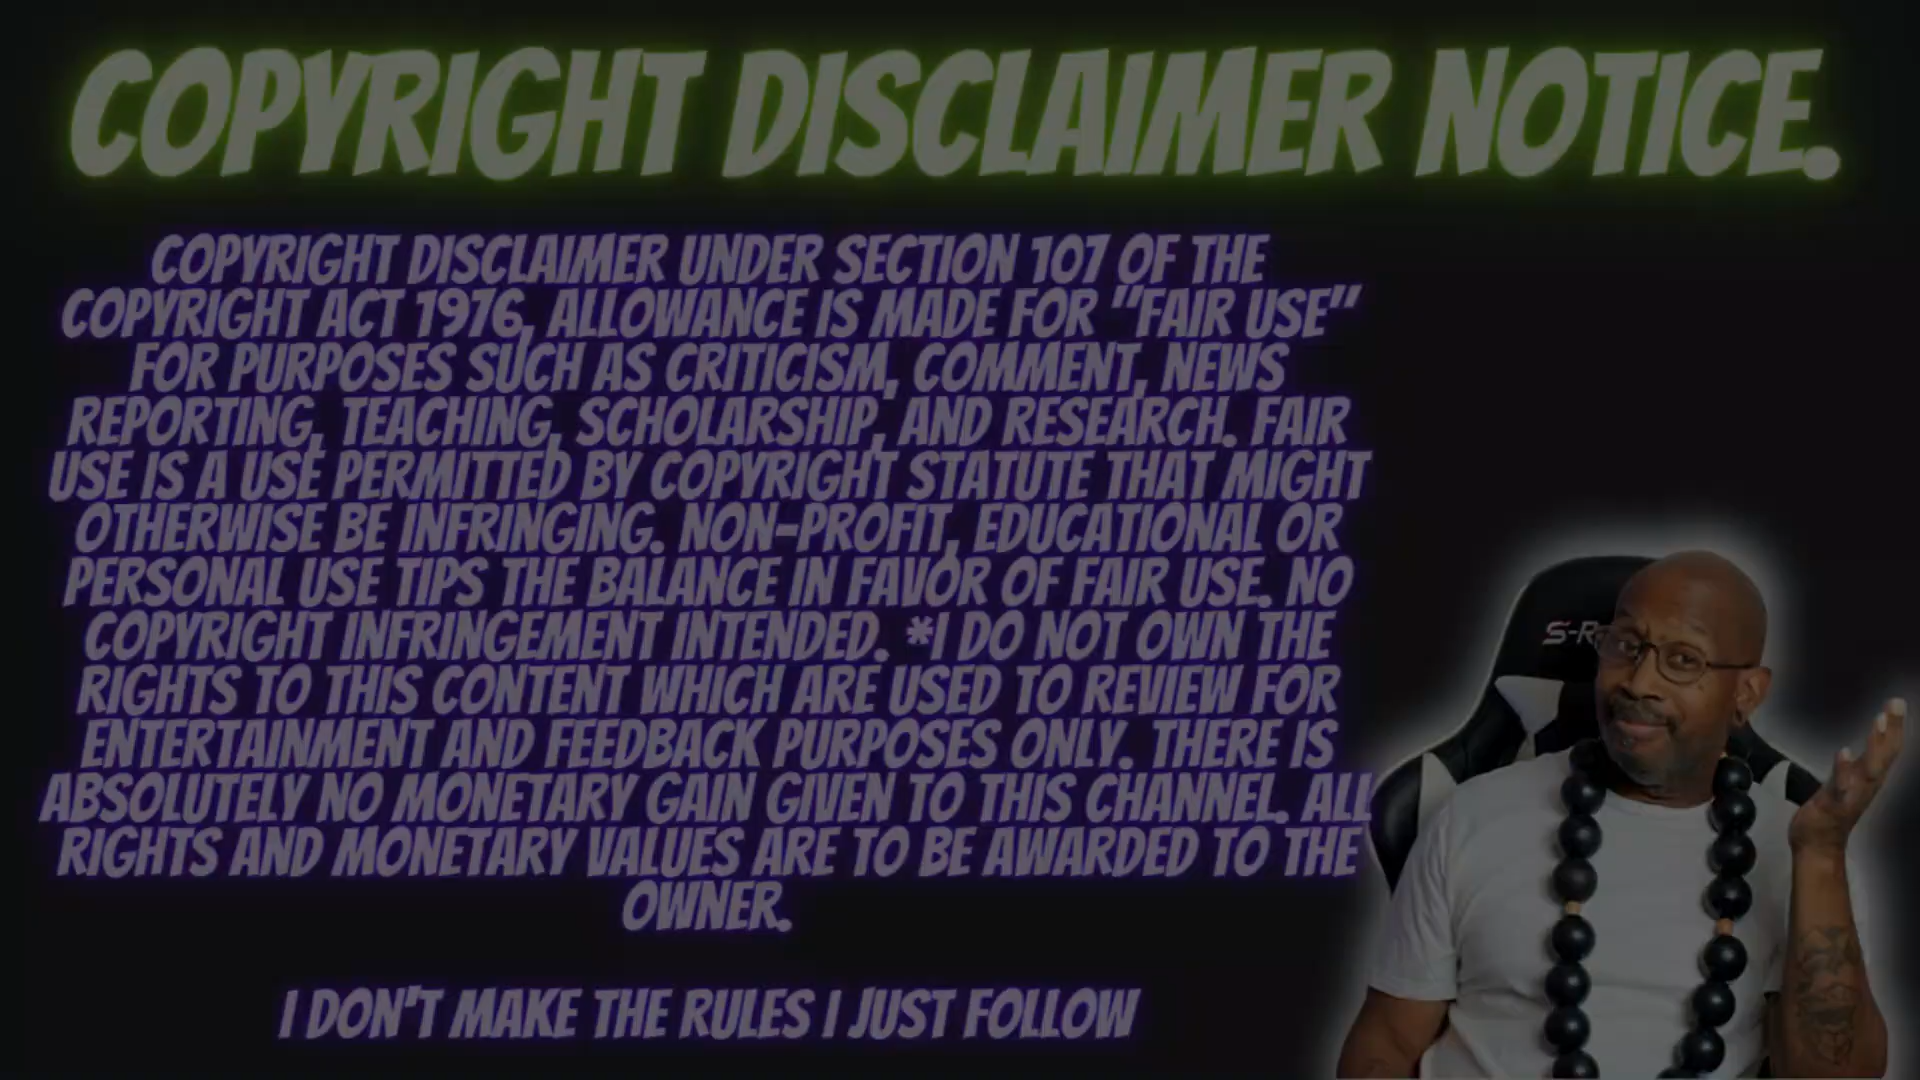 COPYRIGHT DISCLAIMER NOTICE.
COPYRIGHT DISCLAIMER UNDER SECTION 107 OF THE
COPYRIGHT ACT 1976, ALLOWANCE IS MADE FOR "FAIR USE"
FOR PURPOSES SUCH AS CRITICISM, COMMENT, NEWS
REPORTING, TEACHING, SCHOLARSHIP, AND RESEARCH. FAIR
USE IS A USE PERMITTED BY COPYRIGHT STATUTE THAT MIGHT
OTHERWISE BE INFRINGING. NON-PROFIT, EDUCATIONAL OR
PERSONAL USE TIPS THE BALANCE IN FAVOR OF FAIR USE. NO
COPYRIGHT INFRINGEMENT INTENDED. *I DO NOT OWN THE
RIGHTS TO THIS CONTENT WHICH ARE USED TO REVIEW FOR
ENTERTAINMENT AND FEEDBACK PURPOSES ONLY. THERE IS
ABSOLUTELY NO MONETARY GAIN GIVEN TO THIS CHANNEL. ALL
RIGHTS AND MONETARY VALUES ARE TO BE AWARDED TO THE
OWNER.
I DON'T MAKE THE RULES I JUST FOLLOW